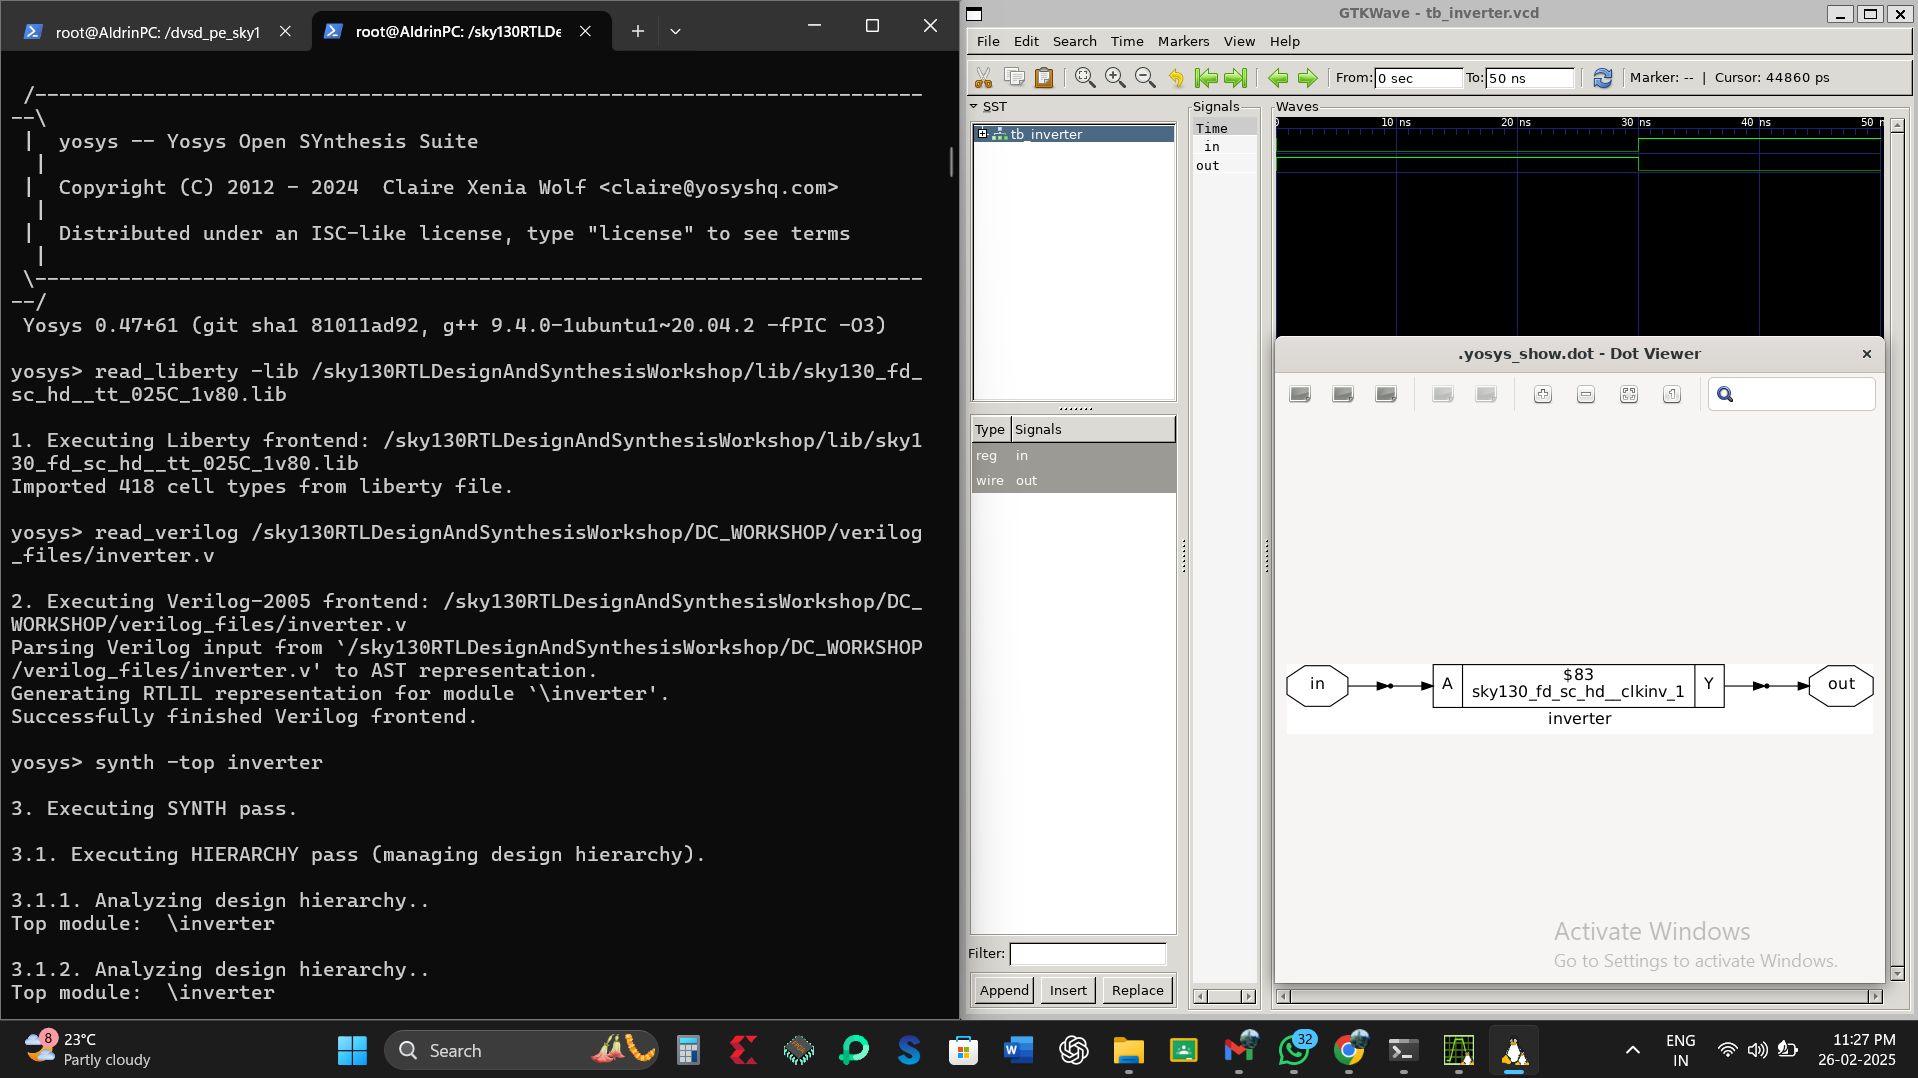 root@AldrinPC: /dvsd_pe_sky1
root@AldrinPC: /sky130RTLDe
/--------------------------------------------------------------------------
--\
|  yosys -- Yosys Open SYnthesis Suite
|
|  Copyright (C) 2012 - 2024  Claire Xenia Wolf <claire@yosyshq.com>
|
|  Distributed under an ISC-like license, type "license" to see terms
|
\--------------------------------------------------------------------------
--/
Yosys 0.47+61 (git sha1 81011ad92, g++ 9.4.0-1ubuntu1~20.04.2 -fPIC -O3)
yosys> read_liberty -lib /sky130RTLDesignAndSynthesisWorkshop/lib/sky130_fd_
sc_hd__tt_025C_1v80.lib
1. Executing Liberty frontend: /sky130RTLDesignAndSynthesisWorkshop/lib/sky1
30_fd_sc_hd__tt_025C_1v80.lib
Imported 418 cell types from liberty file.
yosys> read_verilog /sky130RTLDesignAndSynthesisWorkshop/DC_WORKSHOP/verilog
_files/inverter.v
2. Executing Verilog-2005 frontend: /sky130RTLDesignAndSynthesisWorkshop/DC_
WORKSHOP/verilog_files/inverter.v
Parsing Verilog input from `/sky130RTLDesignAndSynthesisWorkshop/DC_WORKSHOP
/verilog_files/inverter.v' to AST representation.
Generating RTLIL representation for module `\inverter'.
Successfully finished Verilog frontend.
yosys> synth -top inverter
3. Executing SYNTH pass.
3.1. Executing HIERARCHY pass (managing design hierarchy).
3.1.1. Analyzing design hierarchy..
Top module:  \inverter
3.1.2. Analyzing design hierarchy..
Top module:  \inverter
GTKWave - tb_inverter.vcd
File Edit Search Time Markers View Help
From: 0 sec To: 50 ns Marker: -- | Cursor: 44860 ps
SST
tb_inverter
Type Signals
reg in
wire out
Filter:
Append Insert Replace
Signals
Time
in
out
Waves
0 10 ns 20 ns 30 ns 40 ns 50 n
.yosys_show.dot - Dot Viewer
in
A
$83
sky130_fd_sc_hd__clkinv_1
Y
out
inverter
Activate Windows
Go to Settings to activate Windows.
8
23°C
Partly cloudy
Search
32
ENG
IN
11:27 PM
26-02-2025